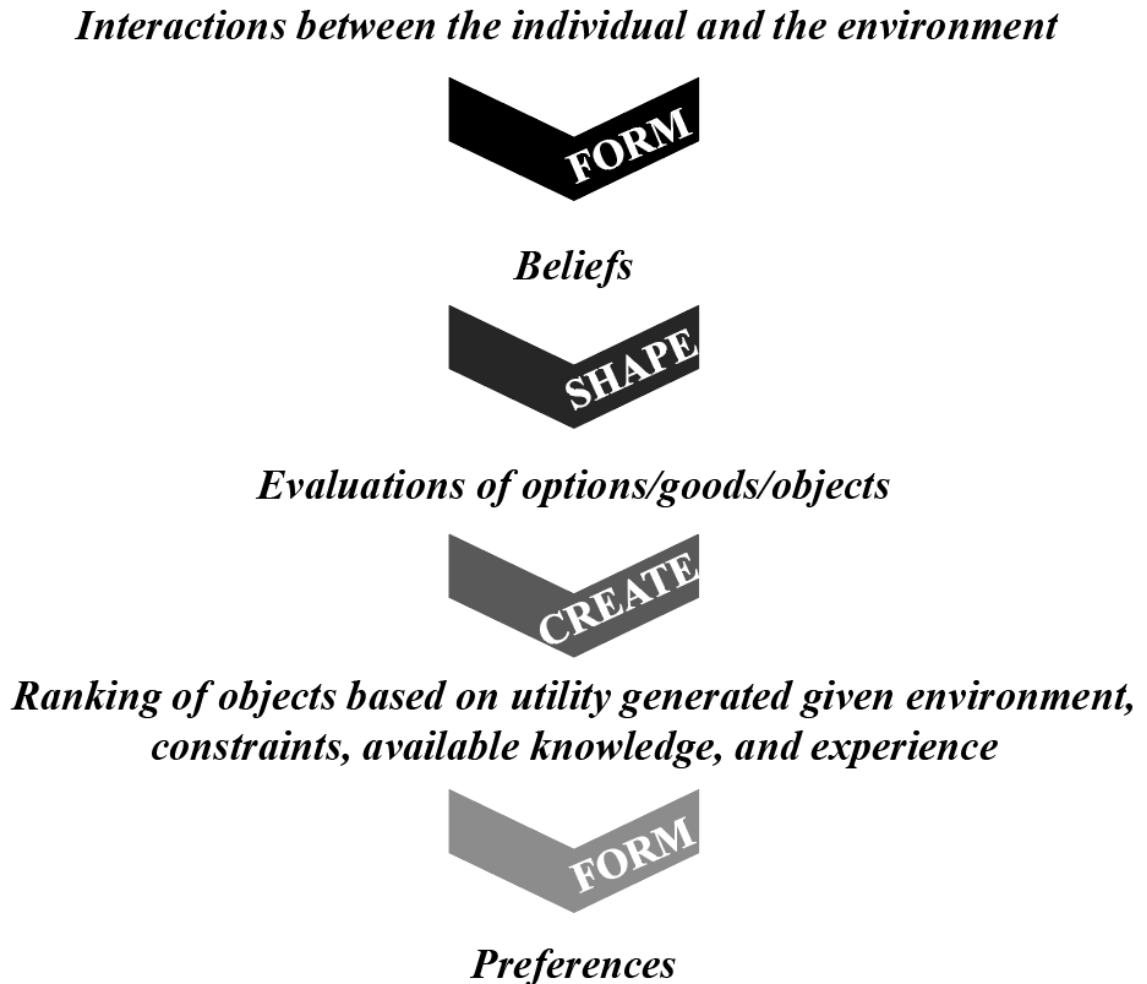 Interactions between the individual and the environment
FORM
Beliefs
SHAPE
Evaluations of options/goods/objects
CREATE
Ranking of objects based on utility generated given environment,
constraints, available knowledge, and experience
FORM
Preferences